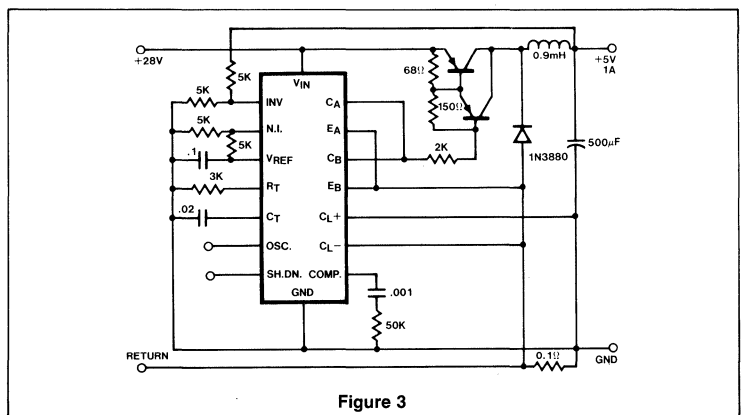 +28V
5K
0.9mH
+5V
1A
68Ω
150Ω
5K
VIN
INV
CA
5K
N.I.
EA
5K
.1
VREF
CB
2K
1N3880
500µF
3K
RT
EB
.02
CT
CL+
OSC.
CL−
SH.DN.
COMP.
GND
.001
50K
RETURN
0.1Ω
GND
Figure 3